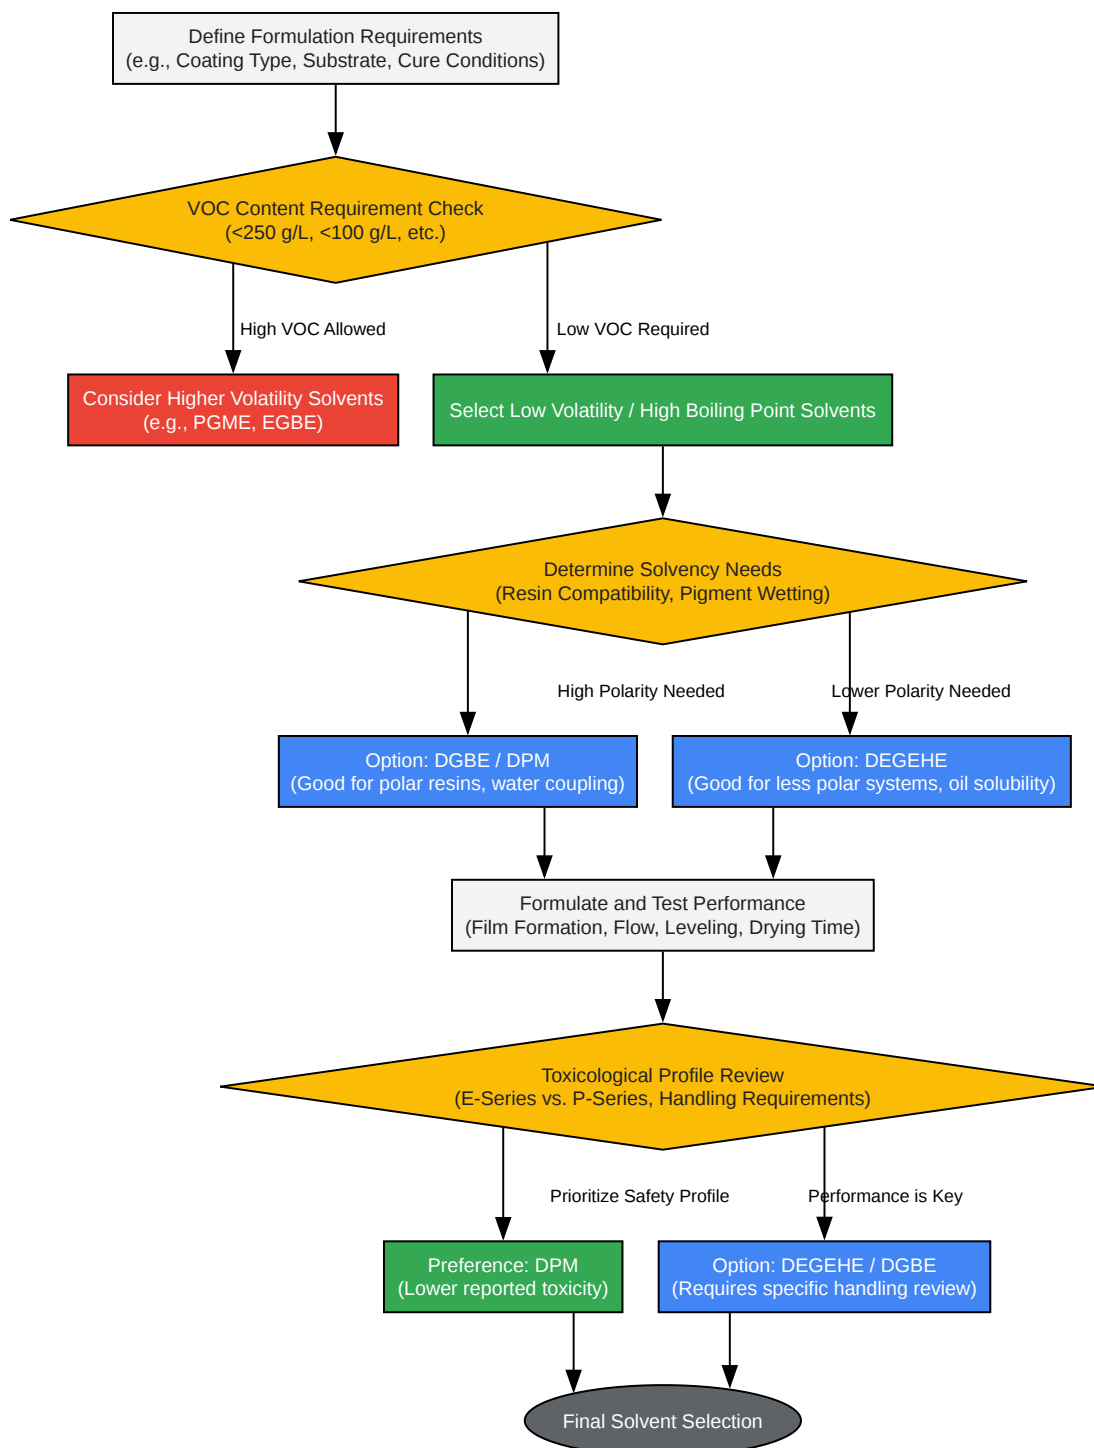 Define Formulation Requirements
(e.g., Coating Type, Substrate, Cure Conditions)
VOC Content Requirement Check
(<250 g/L, <100 g/L, etc.)
High VOC Allowed
Low VOC Required
Consider Higher Volatility Solvents
(e.g., PGME, EGBE)
Select Low Volatility / High Boiling Point Solvents
Determine Solvency Needs
(Resin Compatibility, Pigment Wetting)
High Polarity Needed
Lower Polarity Needed
Option: DGBE / DPM
(Good for polar resins, water coupling)
Option: DEGEHE
(Good for less polar systems, oil solubility)
Formulate and Test Performance
(Film Formation, Flow, Leveling, Drying Time)
Toxicological Profile Review
(E-Series vs. P-Series, Handling Requirements)
Prioritize Safety Profile
Performance is Key
Preference: DPM
(Lower reported toxicity)
Option: DEGEHE / DGBE
(Requires specific handling review)
Final Solvent Selection